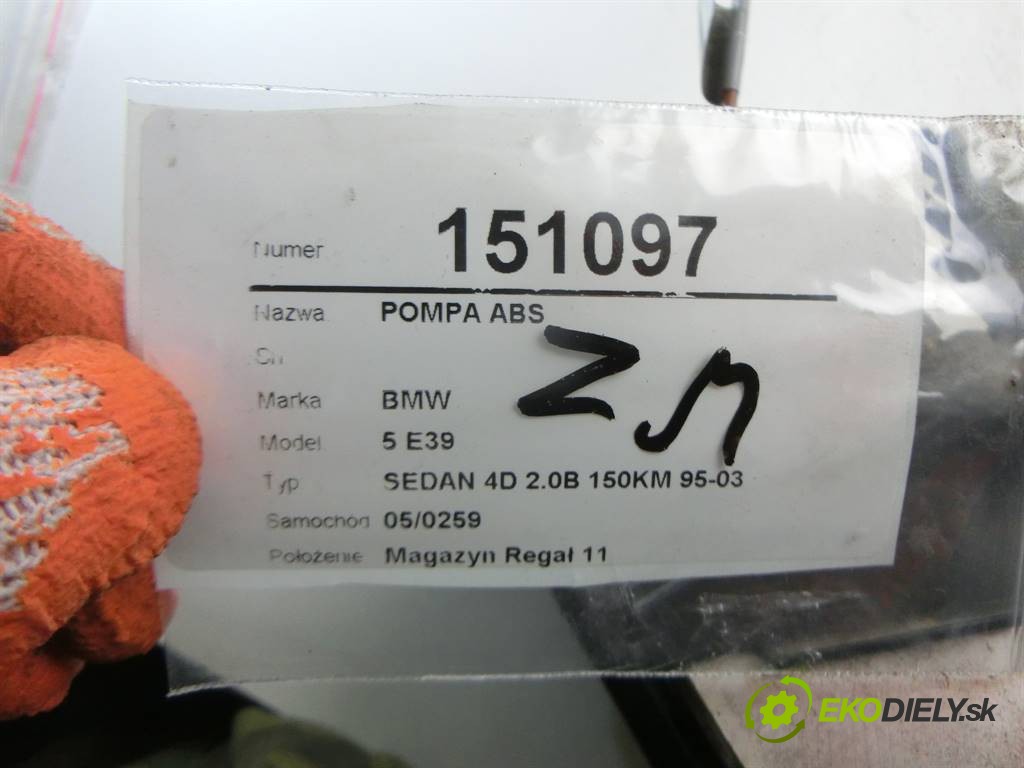 Numer 151097
Nazwa POMPA ABS
Sn
Marka BMW
Model 5 E39
Typ SEDAN 4D 2.0B 150KM 95-03
Samochód 05/0259
Położenie Magazyn Regał 11
EKODIELY.sk